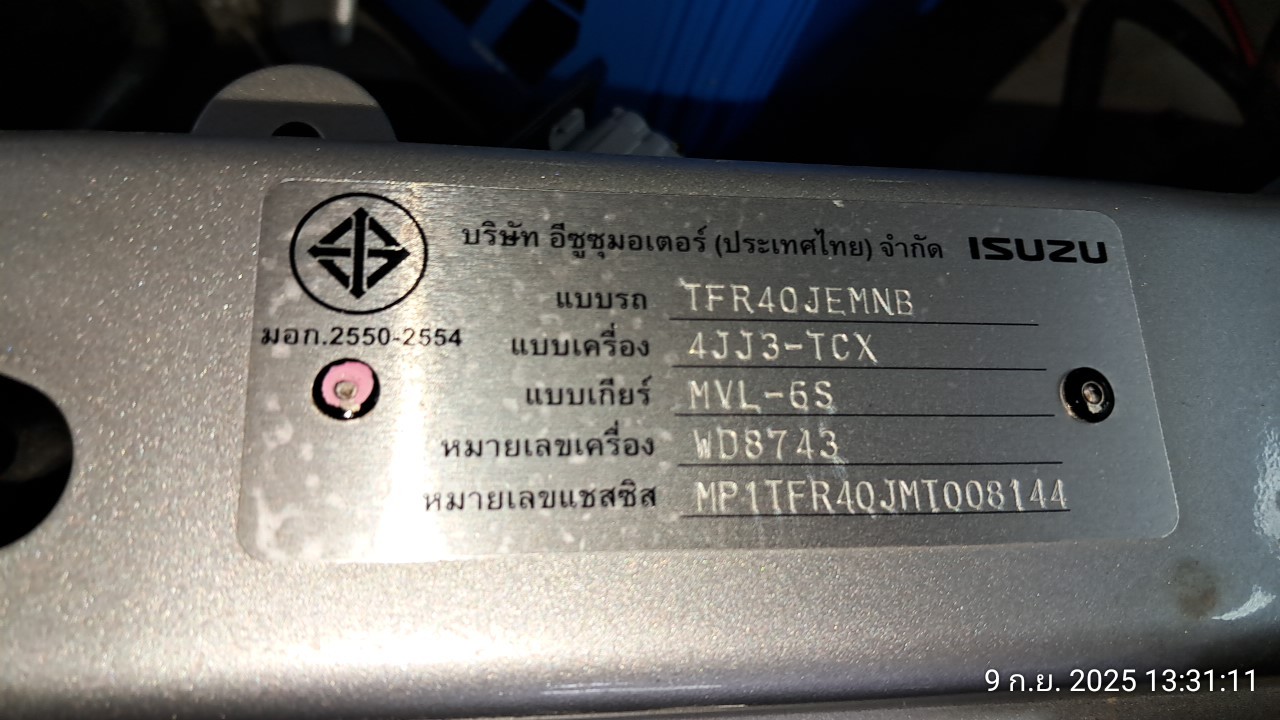 บริษัท อีซูซุมอเตอร์ (ประเทศไทย) จำกัด ISUZU
มอก.2550-2554
แบบรถ TFR40JEMNB
แบบเครื่อง 4JJ3-TCX
แบบเกียร์ MVL-6S
หมายเลขเครื่อง WD8743
หมายเลขแชสซิส MP1TFR40JMT008144
9 ก.ย. 2025 13:31:11